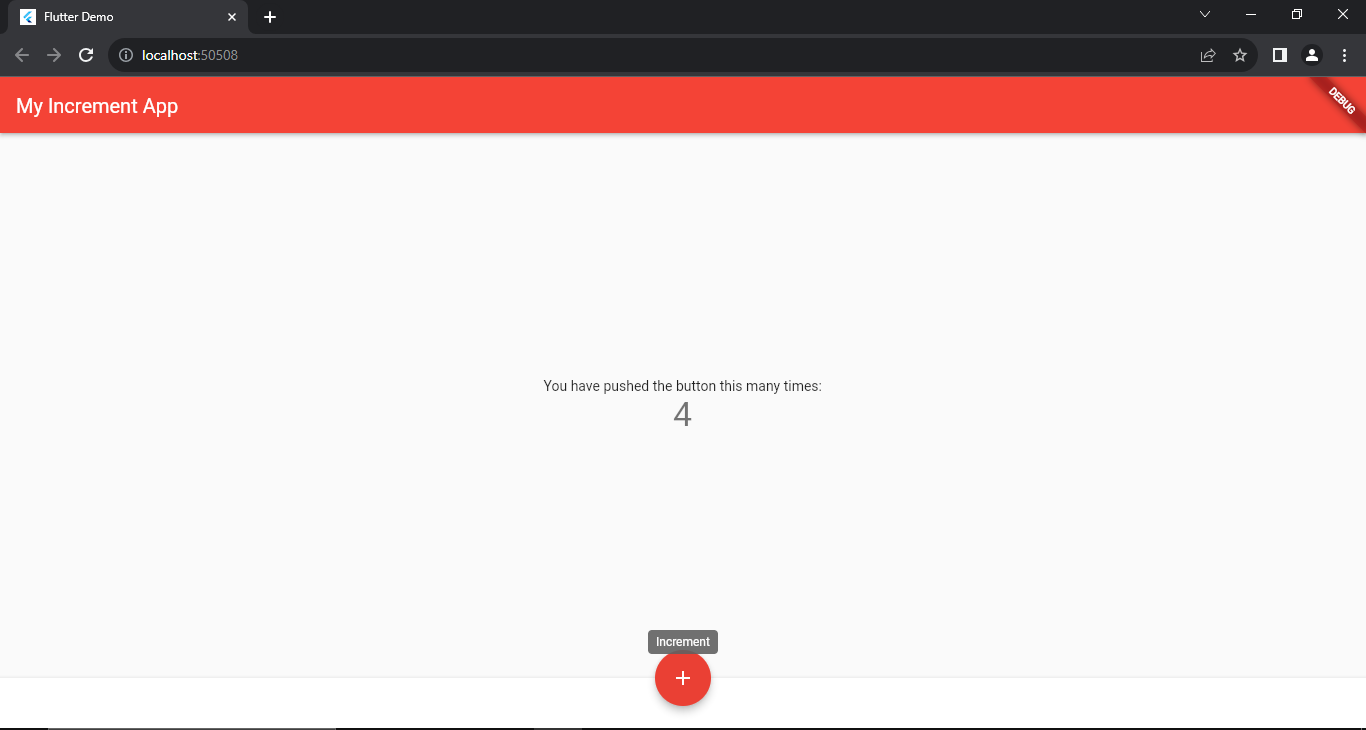 Flutter Demo
localhost:50508
My Increment App
DEBUG
You have pushed the button this many times:
4
Increment